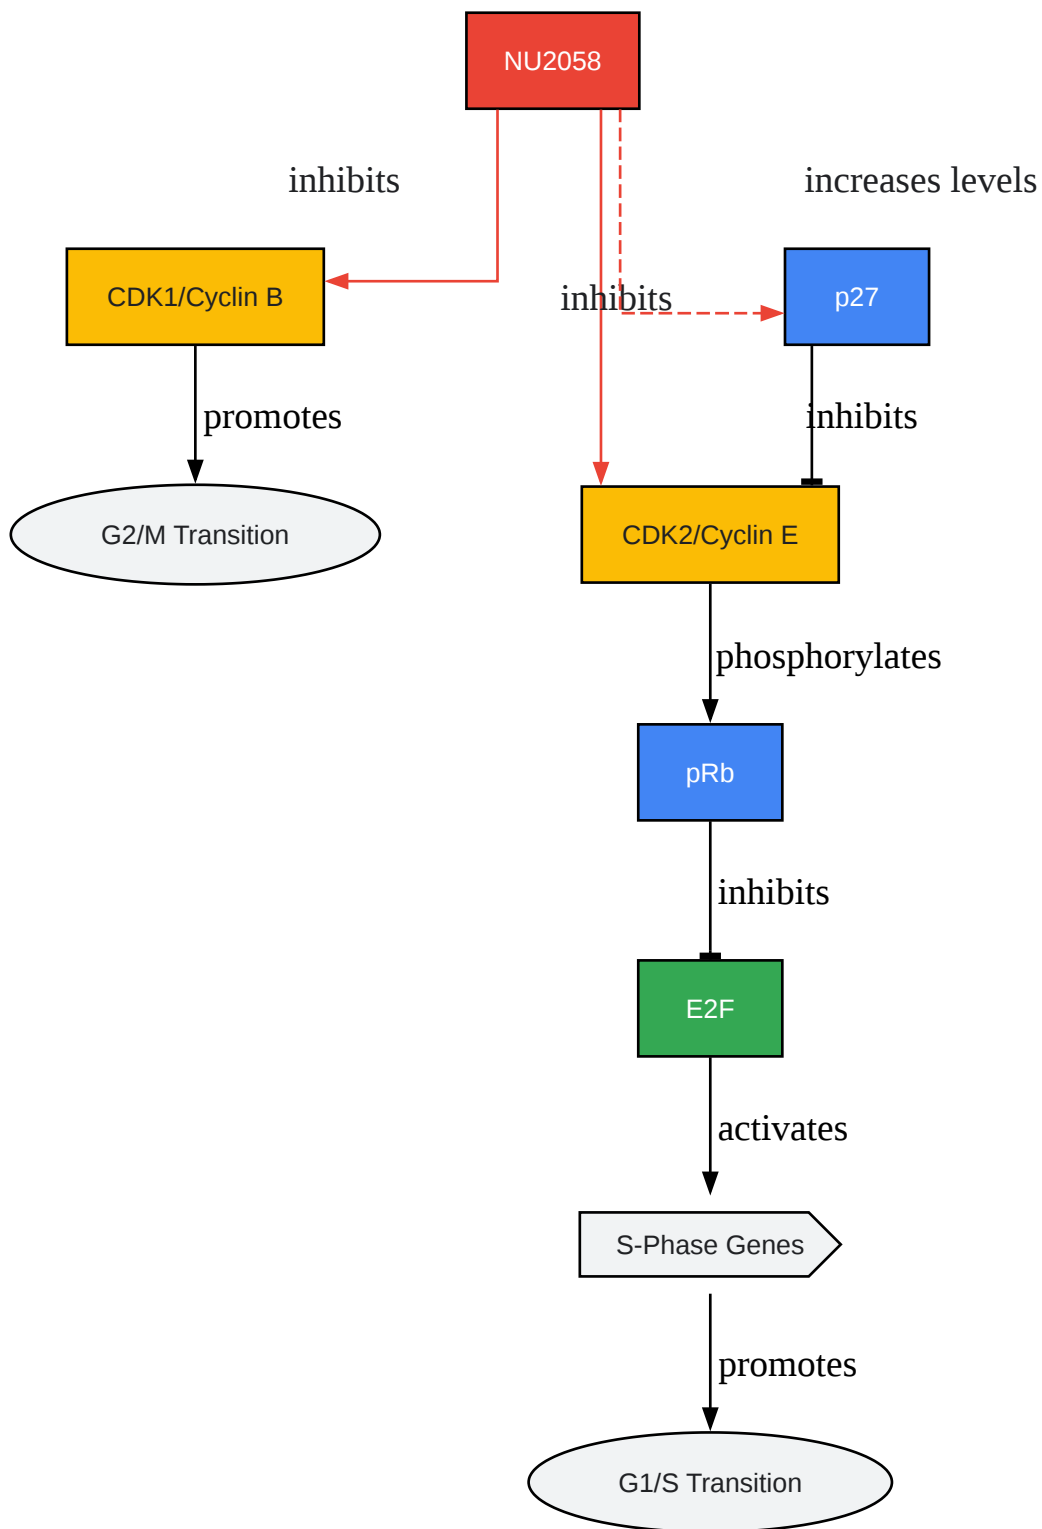 NU2058
inhibits
increases levels
CDK1/Cyclin B
inhibits
p27
promotes
inhibits
G2/M Transition
CDK2/Cyclin E
phosphorylates
pRb
inhibits
E2F
activates
S-Phase Genes
promotes
G1/S Transition